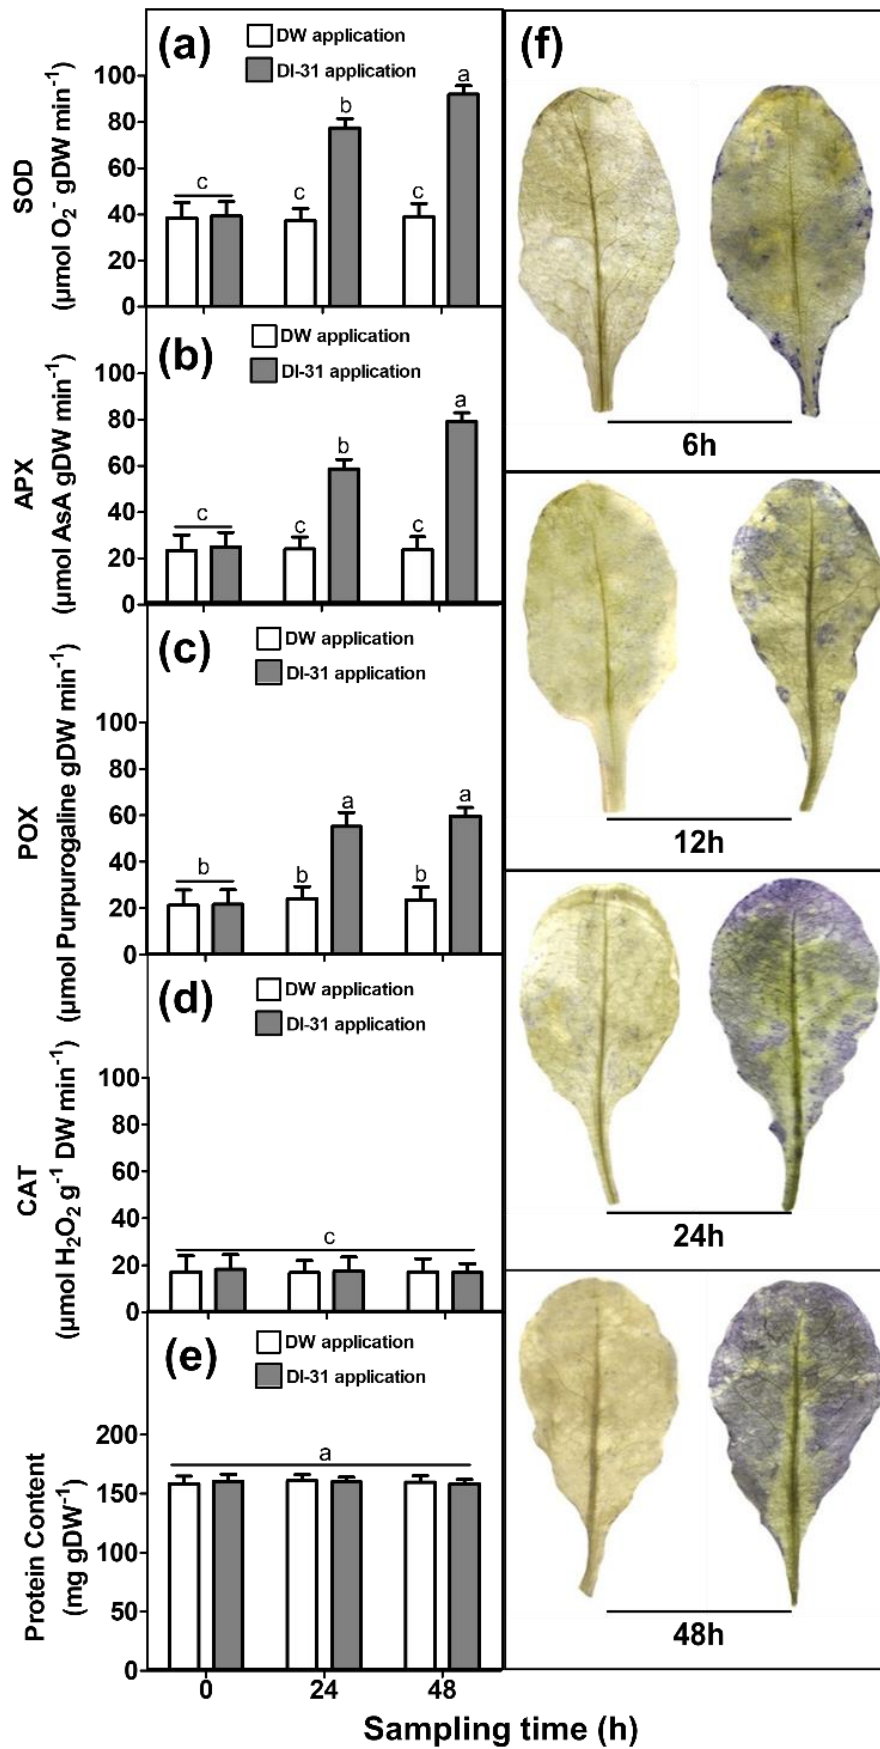 (a)
DW application
DI-31 application
SOD
(µmol O₂⁻ gDW min⁻¹)
100
80
60
40
20
0
c
c
b
c
a
(b)
DW application
DI-31 application
APX
(µmol AsA gDW min⁻¹)
100
80
60
40
20
0
c
c
b
c
a
(c)
DW application
DI-31 application
POX
(µmol Purpurogaline gDW min⁻¹)
100
80
60
40
20
0
b
b
a
b
a
(d)
DW application
DI-31 application
CAT
(µmol H₂O₂ g⁻¹ DW min⁻¹)
100
80
60
40
20
0
c
(e)
DW application
DI-31 application
Protein Content
(mg gDW⁻¹)
200
150
100
50
0
a
0
24
48
Sampling time (h)
(f)
6h
12h
24h
48h